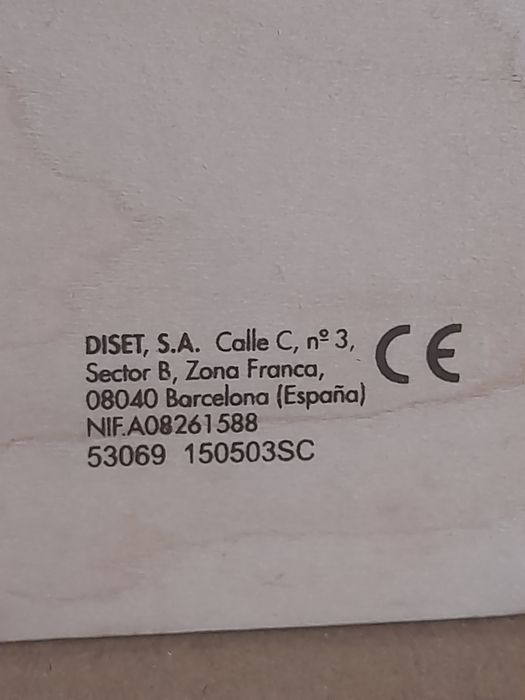 DISET, S.A. Calle C, nº 3,
Sector B, Zona Franca,
08040 Barcelona (España)
NIF.A08261588
53069 150503SC
CE